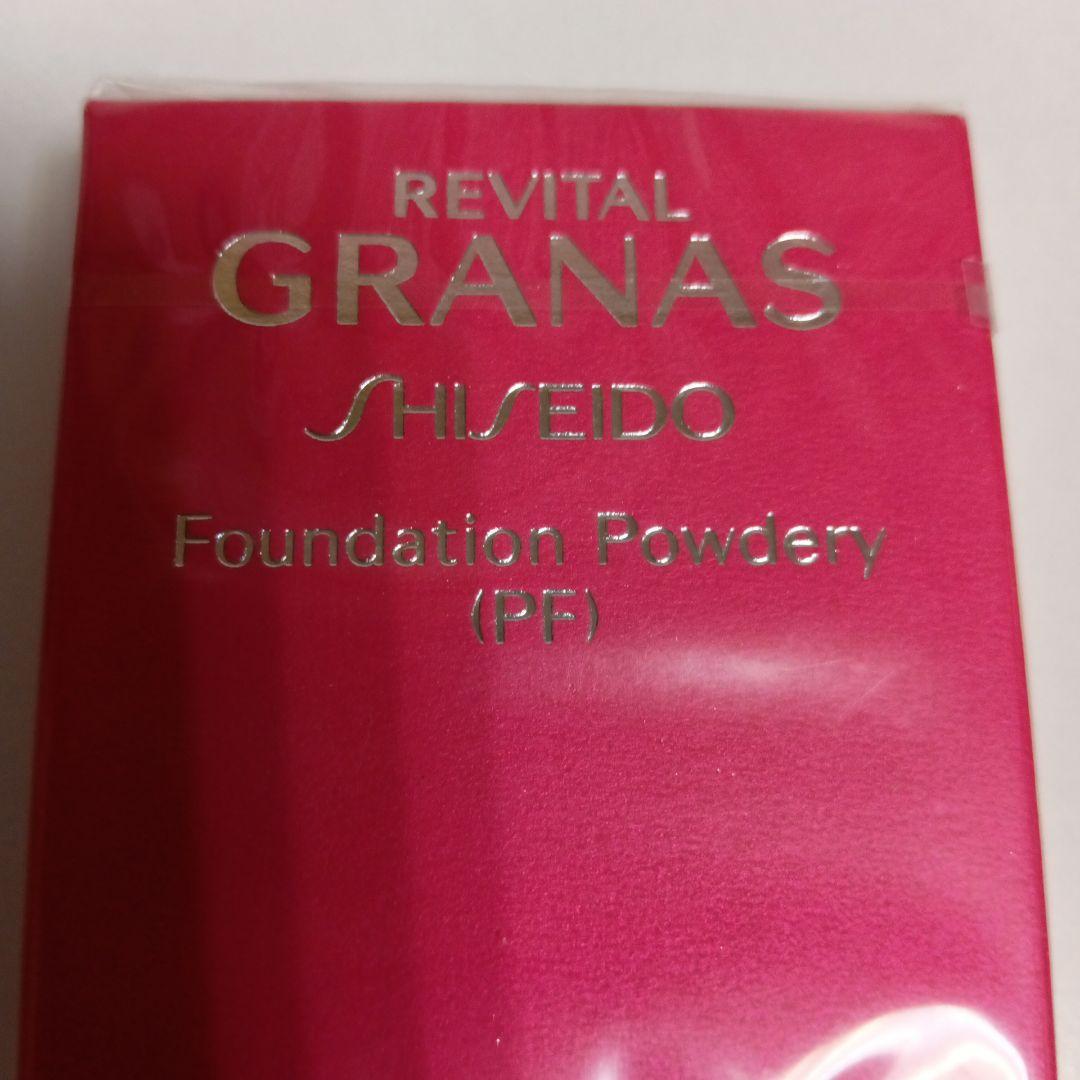 REVITAL
GRANAS
SHISEIDO
Foundation Powdery
(PF)